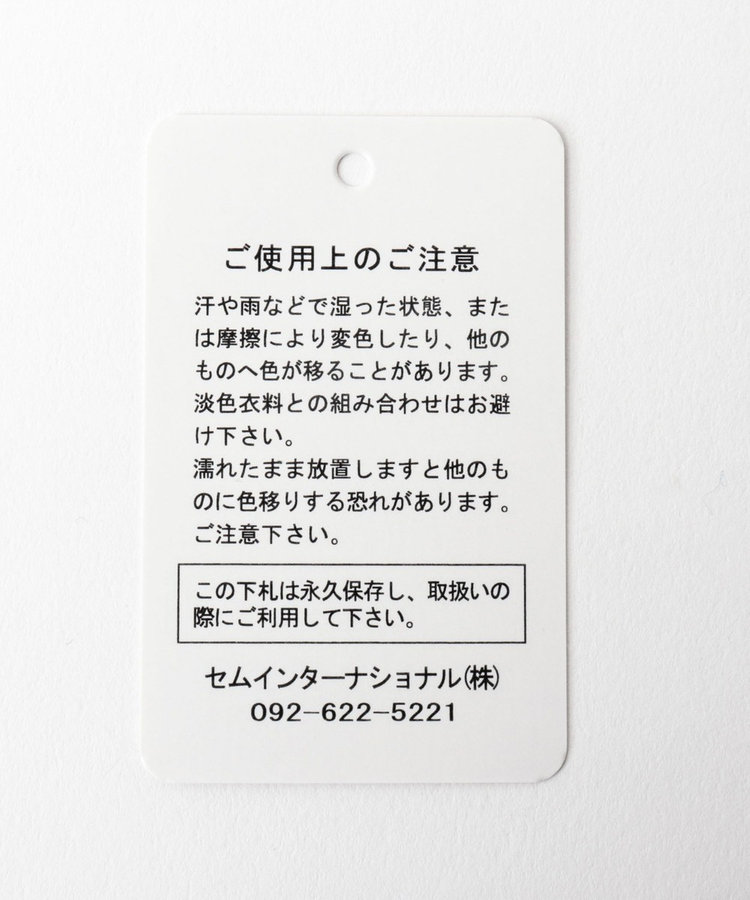 ご使用上のご注意
汗や雨などで湿った状態、また
は摩擦により変色したり、他の
ものへ色が移ることがあります。
淡色衣料との組み合わせはお避
け下さい。
濡れたまま放置しますと他のも
のに色移りする恐れがあります。
ご注意下さい。
この下札は永久保存し、取扱いの
際にご利用して下さい。
セムインターナショナル(株)
092-622-5221